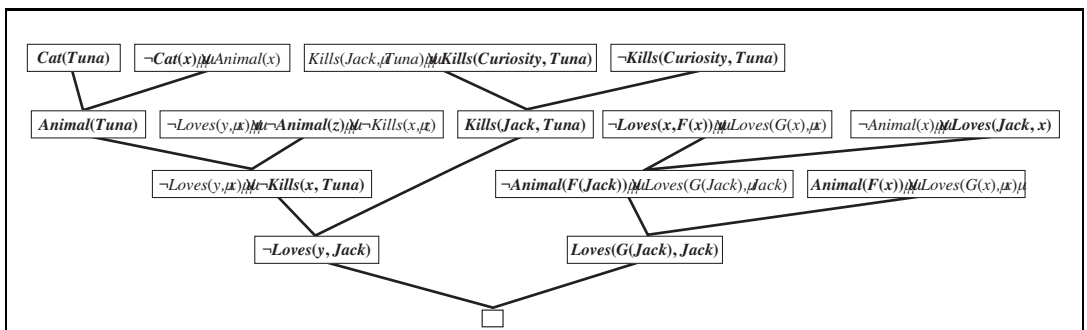 Cat(Tuna) ¬Cat(x) ∨ Animal(x) Kills(Jack, Tuna) ∨ Kills(Curiosity, Tuna) ¬Kills(Curiosity, Tuna)
Animal(Tuna) ¬Loves(y, x) ∨ ¬Animal(z) ∨ ¬Kills(x, z) Kills(Jack, Tuna) ¬Loves(x, F(x)) ∨ Loves(G(x), x) ¬Animal(x) ∨ Loves(Jack, x)
¬Loves(y, x) ∨ ¬Kills(x, Tuna) ¬Animal(F(Jack)) ∨ Loves(G(Jack), Jack) Animal(F(x)) ∨ Loves(G(x), x)
¬Loves(y, Jack) Loves(G(Jack), Jack)